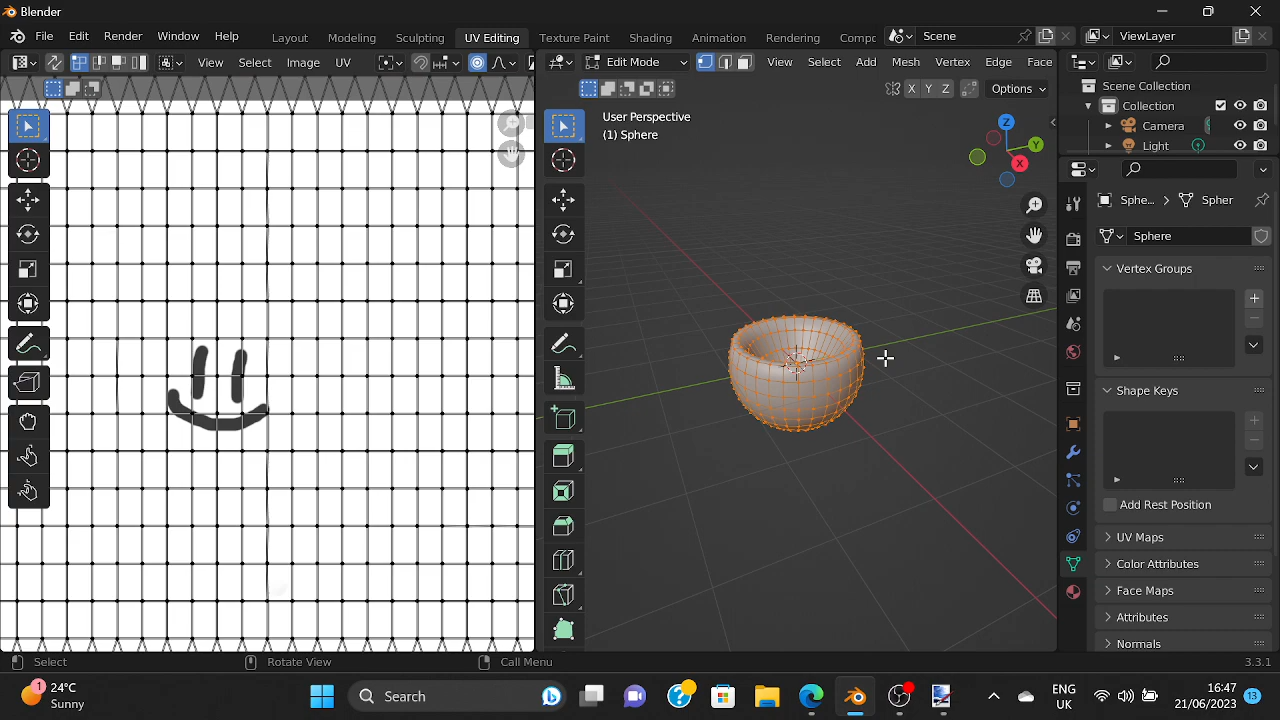 Blender
File Edit Render Window Help Layout Modeling Sculpting UV Editing Texture Paint Shading Animation Rendering Compc Scene ViewLayer
View Select Image UV Edit Mode View Select Add Mesh Vertex Edge Face
X Y Z Options
User Perspective
(1) Sphere
Z
Y
X
Scene Collection
Collection
Camera
Light
Sphe... Spher
Sphere
Vertex Groups
Shape Keys
Add Rest Position
UV Maps
Color Attributes
Face Maps
Attributes
Normals
Select Rotate View Call Menu 3.3.1
1 24°C
Sunny
Search
ENG
UK
16:47
21/06/2023
13